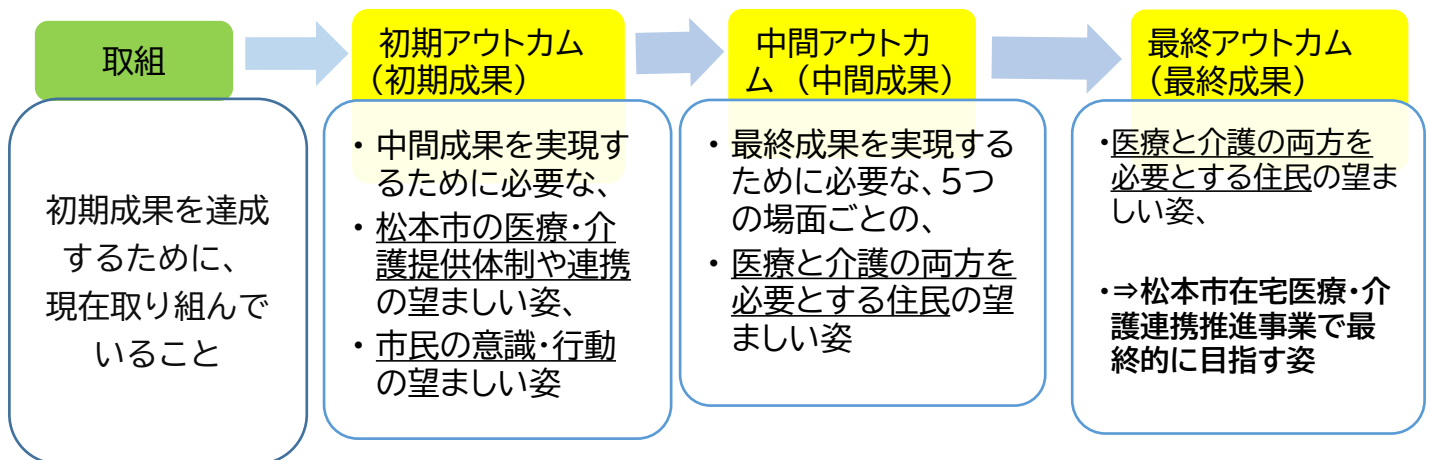 取組
初期成果を達成
するために、
現在取り組んで
いること
初期アウトカム
（初期成果）
・中間成果を実現す
るために必要な、
・松本市の医療・介
護提供体制や連携
の望ましい姿、
・市民の意識・行動
の望ましい姿
中間アウトカ
ム（中間成果）
・最終成果を実現する
ために必要な、5つ
の場面ごとの、
・医療と介護の両方を
必要とする住民の望
ましい姿
最終アウトカム
（最終成果）
・医療と介護の両方を
必要とする住民の望ま
しい姿、
・⇒松本市在宅医療・介
護連携推進事業で最
終的に目指す姿